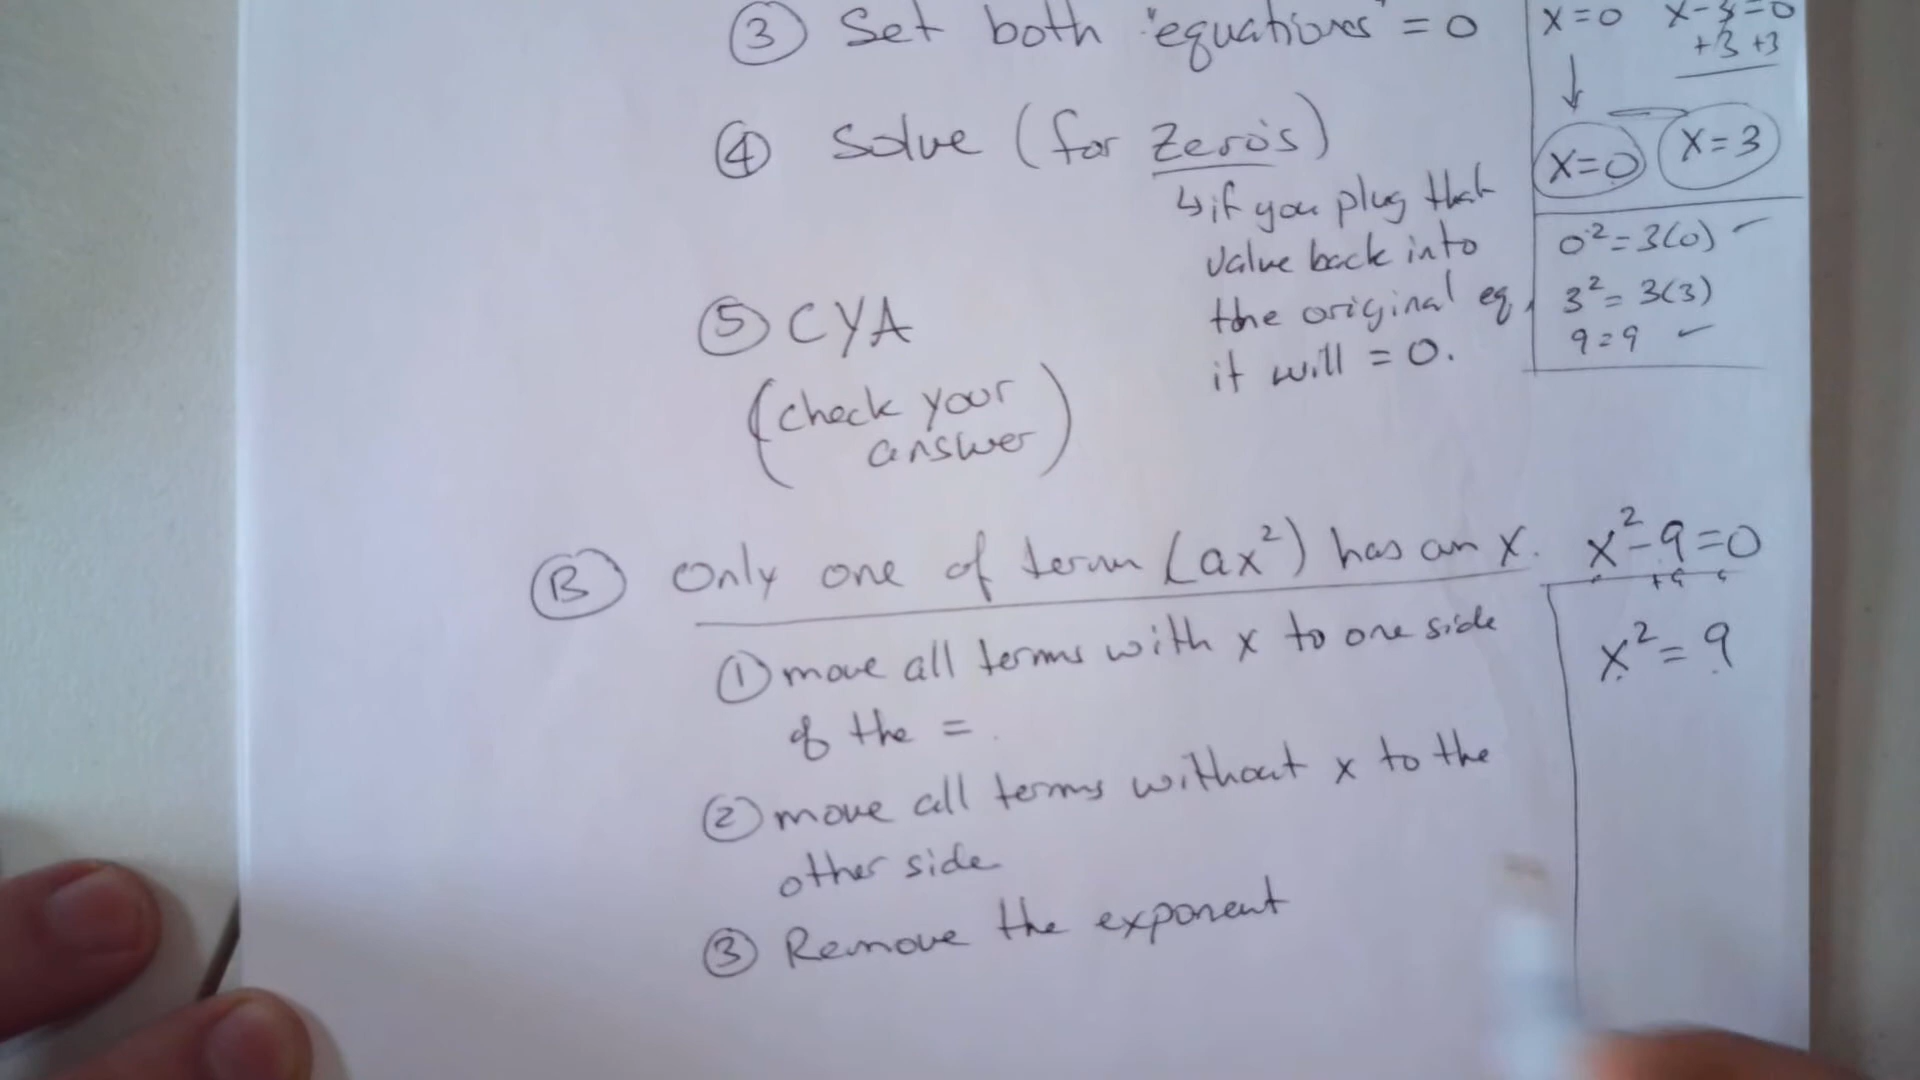 ③ Set both "equations" = 0
④ Solve (for Zero's)
↳ if you plug that
value back into
the original eq,
it will = 0.
⑤ CYA
(check your
answer)
x=0 x-3=0
+3 +3
x=0 x=3
0²=3(0) ✓
3²=3(3)
9=9 ✓
Ⓑ Only one of term (ax²) has an x. x²-9=0
+9
① move all terms with x to one side
of the =.
② move all terms without x to the
other side
③ Remove the exponent
x²=9